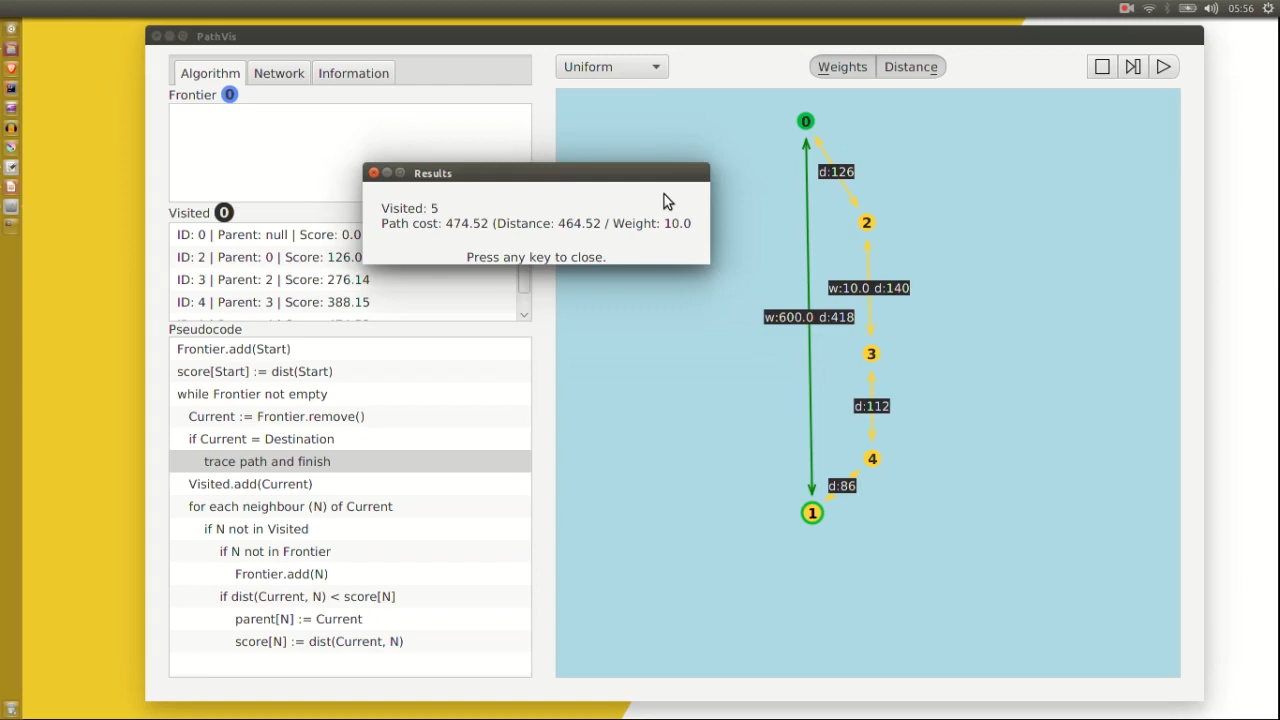 05:56
PathVis
Algorithm Network Information
Uniform
Weights Distance
Frontier 0
Results
Visited: 5
Path cost: 474.52 (Distance: 464.52 / Weight: 10.0
Press any key to close.
Visited 0
ID: 0 | Parent: null | Score: 0.0
ID: 2 | Parent: 0 | Score: 126.0
ID: 3 | Parent: 2 | Score: 276.14
ID: 4 | Parent: 3 | Score: 388.15
Pseudocode
Frontier.add(Start)
score[Start] := dist(Start)
while Frontier not empty
Current := Frontier.remove()
if Current = Destination
trace path and finish
Visited.add(Current)
for each neighbour (N) of Current
if N not in Visited
if N not in Frontier
Frontier.add(N)
if dist(Current, N) < score[N]
parent[N] := Current
score[N] := dist(Current, N)
0
d:126
2
w:10.0 d:140
w:600.0 d:418
3
d:112
4
d:86
1